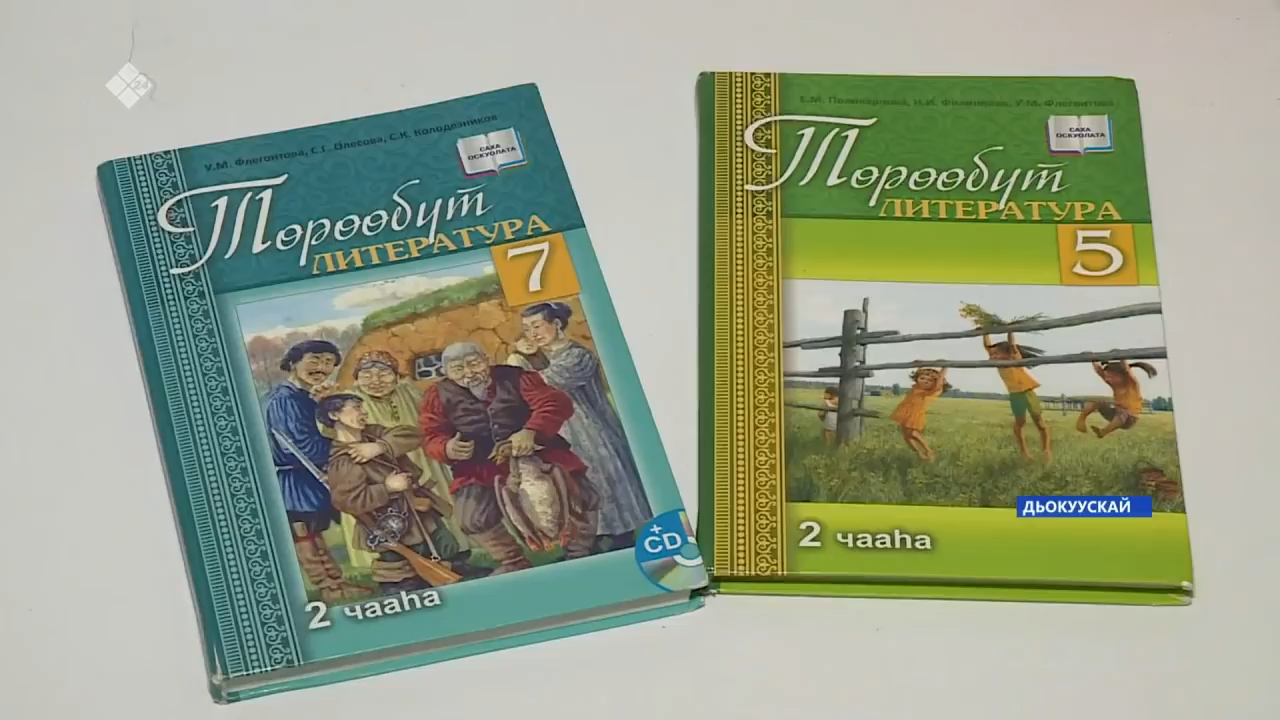 У.М. Флегонтова, С.Г. Олесова, С.К. Колодезников
САХА
ОСКУОЛАТА
Төрөөбүт
ЛИТЕРАТУРА
7
+
CD
2 чааһа
У.М. Флегонтова
САХА
ОСКУОЛАТА
Төрөөбүт
ЛИТЕРАТУРА
5
ДЬОКУУСКАЙ
2 чааһа